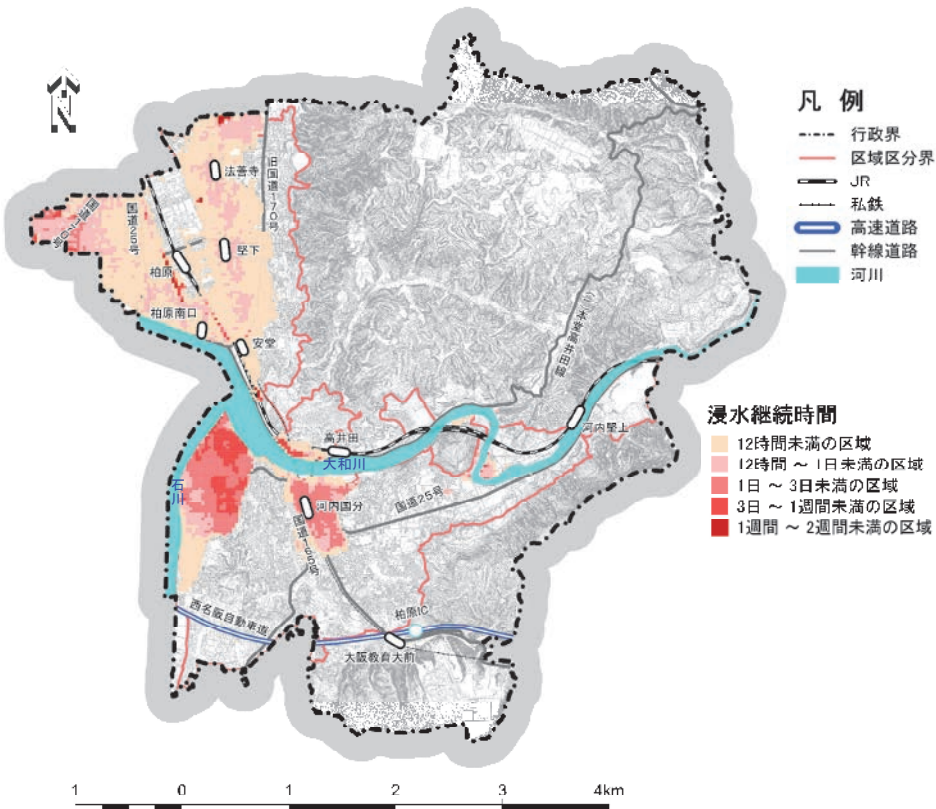 N
凡 例
行政界
区域区分界
JR
私鉄
高速道路
幹線道路
河川
浸水継続時間
12時間未満の区域
12時間 ～ 1日未満の区域
1日 ～ 3日未満の区域
3日 ～ 1週間未満の区域
1週間 ～ 2週間未満の区域
法善寺
旧国道170号
国道170号
国道25号
堅下
柏原
柏原南口
安堂
高井田
大和川
河内堅上
石川
河内国分
国道25号
国道165号
西名阪自動車道
柏原IC
大阪教育大前
1 0 1 2 3 4km